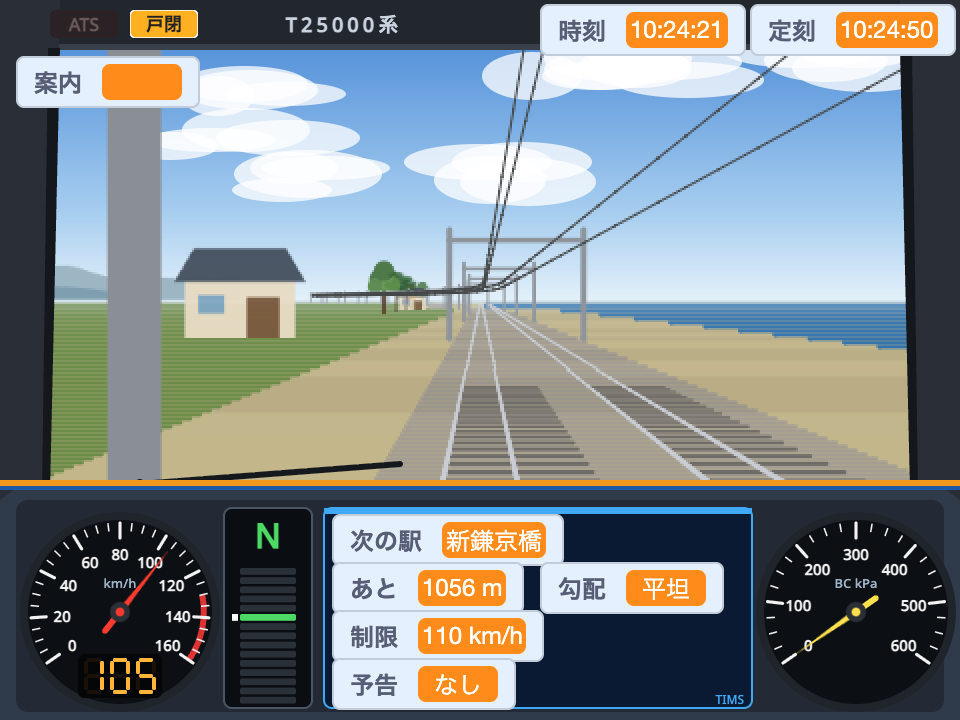 ATS 戸閉 T25000系 時刻 10:24:21 定刻 10:24:50
案内
N
次の駅 新鎌京橋
あと 1056 m 勾配 平坦
制限 110 km/h
予告 なし
TIMS
0 20 40 60 80 100 120 140 160
km/h
105
0 100 200 300 400 500 600
BC kPa